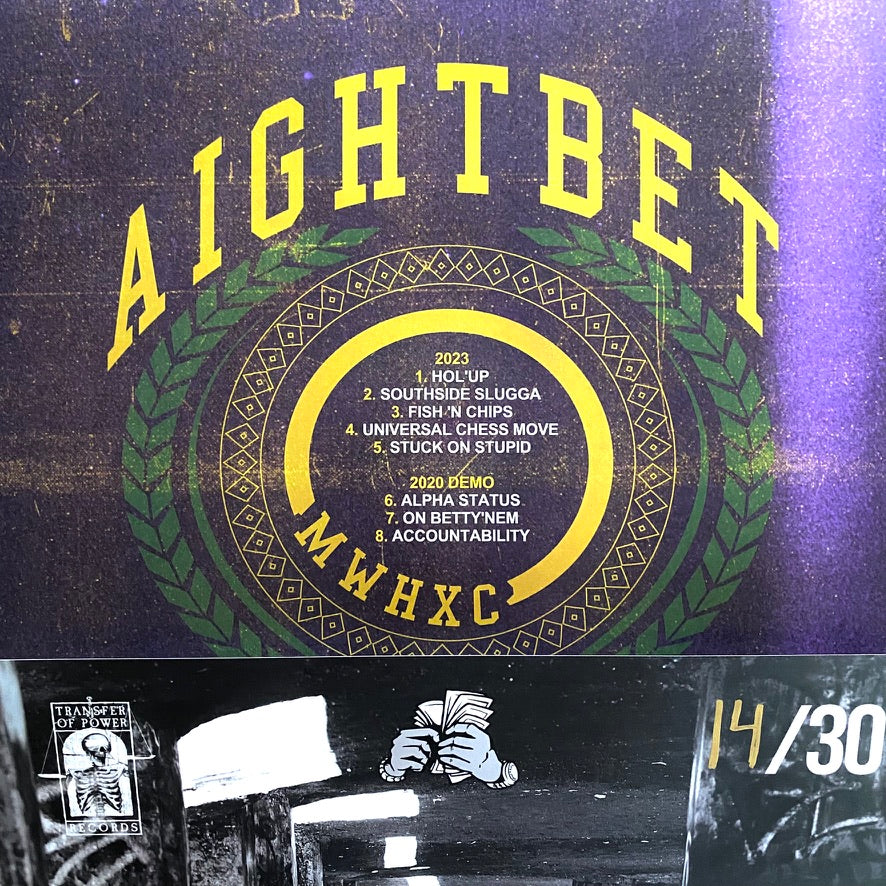 AIGHTBET
2023
1. HOL'UP
2. SOUTHSIDE SLUGGA
3. FISH 'N CHIPS
4. UNIVERSAL CHESS MOVE
5. STUCK ON STUPID
2020 DEMO
6. ALPHA STATUS
7. ON BETTY'NEM
8. ACCOUNTABILITY
MWHXC
TRANSFER
OF POWER
RECORDS
14/30